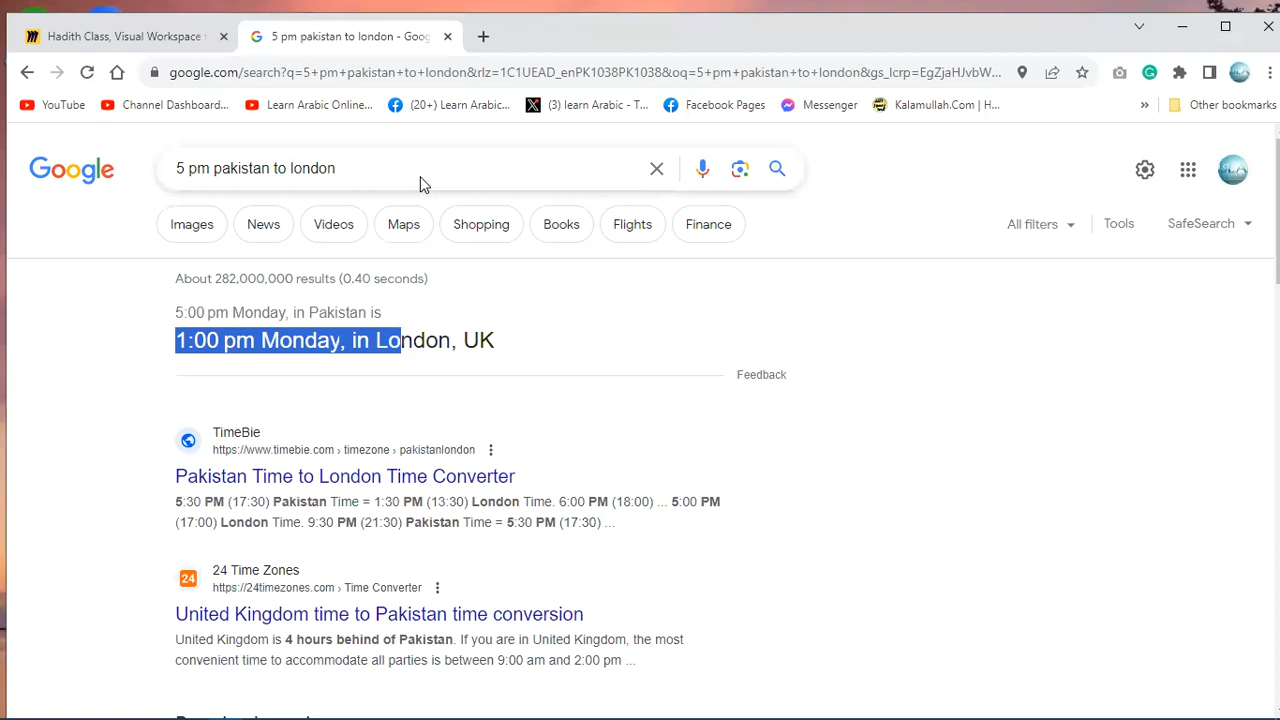 Hadith Class, Visual Workspace
5 pm pakistan to london - Goog
google.com/search?q=5+pm+pakistan+to+london&rlz=1C1UEAD_enPK1038PK1038&oq=5+pm+pakistan+to+london&gs_lcrp=EgZjaHJvbW...
YouTube
Channel Dashboard...
Learn Arabic Online...
(20+) Learn Arabic...
(3) learn Arabic - T...
Facebook Pages
Messenger
Kalamullah.Com | H...
»
Other bookmarks
Google
5 pm pakistan to london
Images
News
Videos
Maps
Shopping
Books
Flights
Finance
All filters
Tools
SafeSearch
About 282,000,000 results (0.40 seconds)
5:00 pm Monday, in Pakistan is
1:00 pm Monday, in London, UK
Feedback
TimeBie
https://www.timebie.com › timezone › pakistanlondon
Pakistan Time to London Time Converter
5:30 PM (17:30) Pakistan Time = 1:30 PM (13:30) London Time. 6:00 PM (18:00) ... 5:00 PM
(17:00) London Time. 9:30 PM (21:30) Pakistan Time = 5:30 PM (17:30) ...
24
24 Time Zones
https://24timezones.com › Time Converter
United Kingdom time to Pakistan time conversion
United Kingdom is 4 hours behind of Pakistan. If you are in United Kingdom, the most
convenient time to accommodate all parties is between 9:00 am and 2:00 pm ...